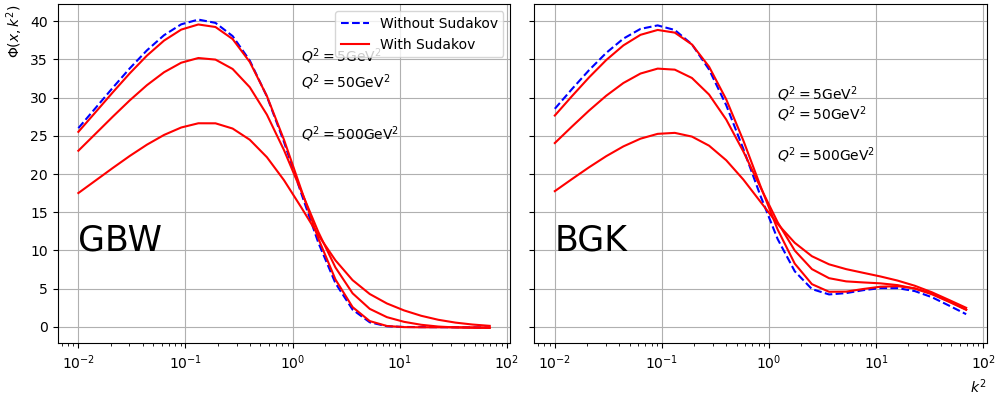 Φ(x, k²)
Without Sudakov
With Sudakov
Q² = 5GeV²
Q² = 50GeV²
Q² = 500GeV²
GBW
40
35
30
25
20
15
10
5
0
10⁻² 10⁻¹ 10⁰ 10¹ 10²
Q² = 5GeV²
Q² = 50GeV²
Q² = 500GeV²
BGK
10⁻² 10⁻¹ 10⁰ 10¹ 10²
k²